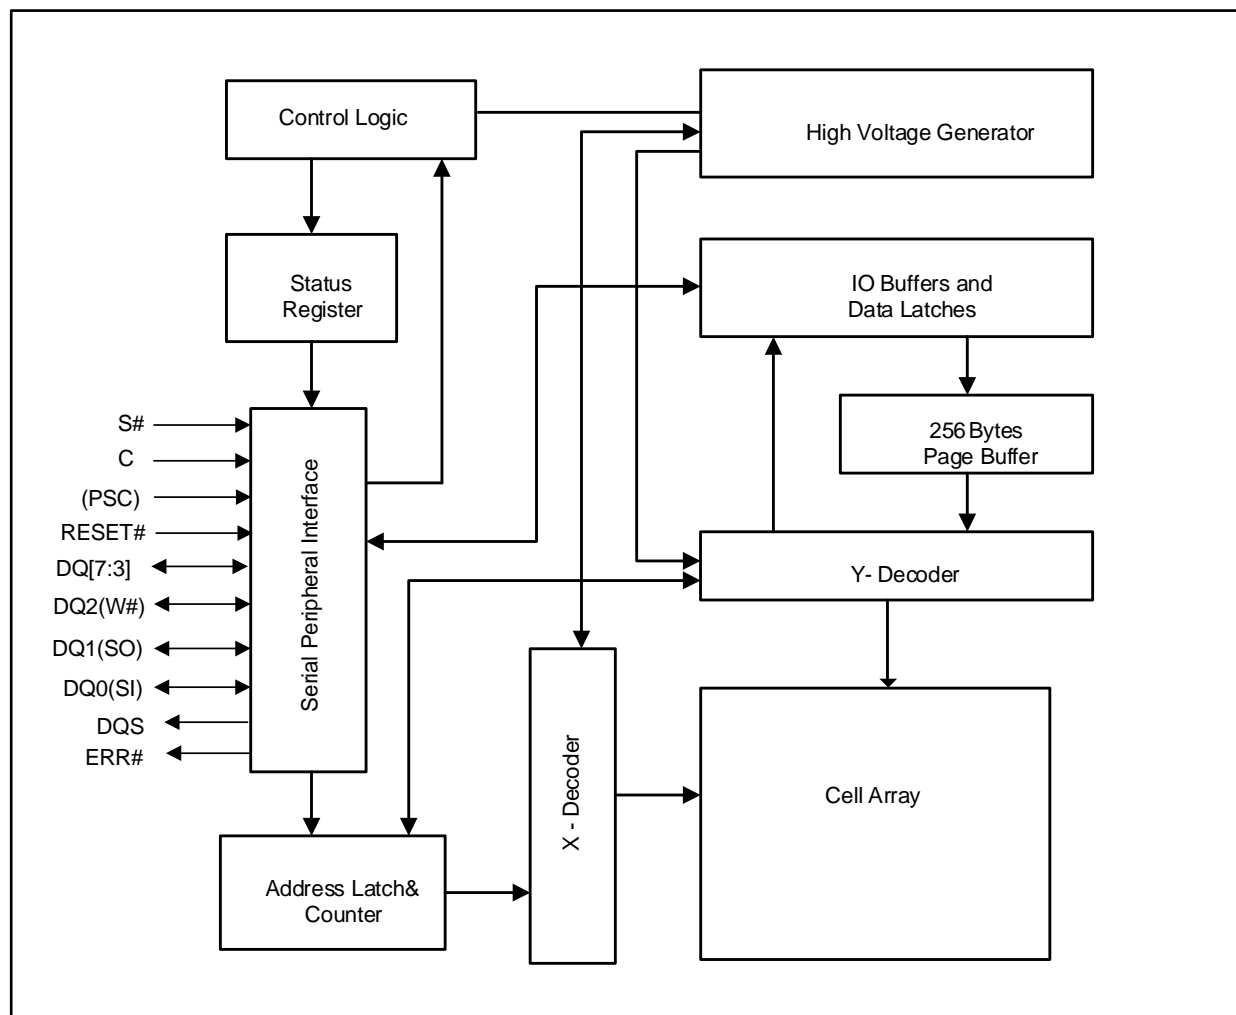 Control Logic
High Voltage Generator
Status
Register
IO Buffers and
Data Latches
256 Bytes
Page Buffer
S#
C
(PSC)
RESET#
DQ[7:3]
DQ2(W#)
DQ1(SO)
DQ0(SI)
DQS
ERR#
Serial Peripheral Interface
Y- Decoder
X - Decoder
Cell Array
Address Latch&
Counter